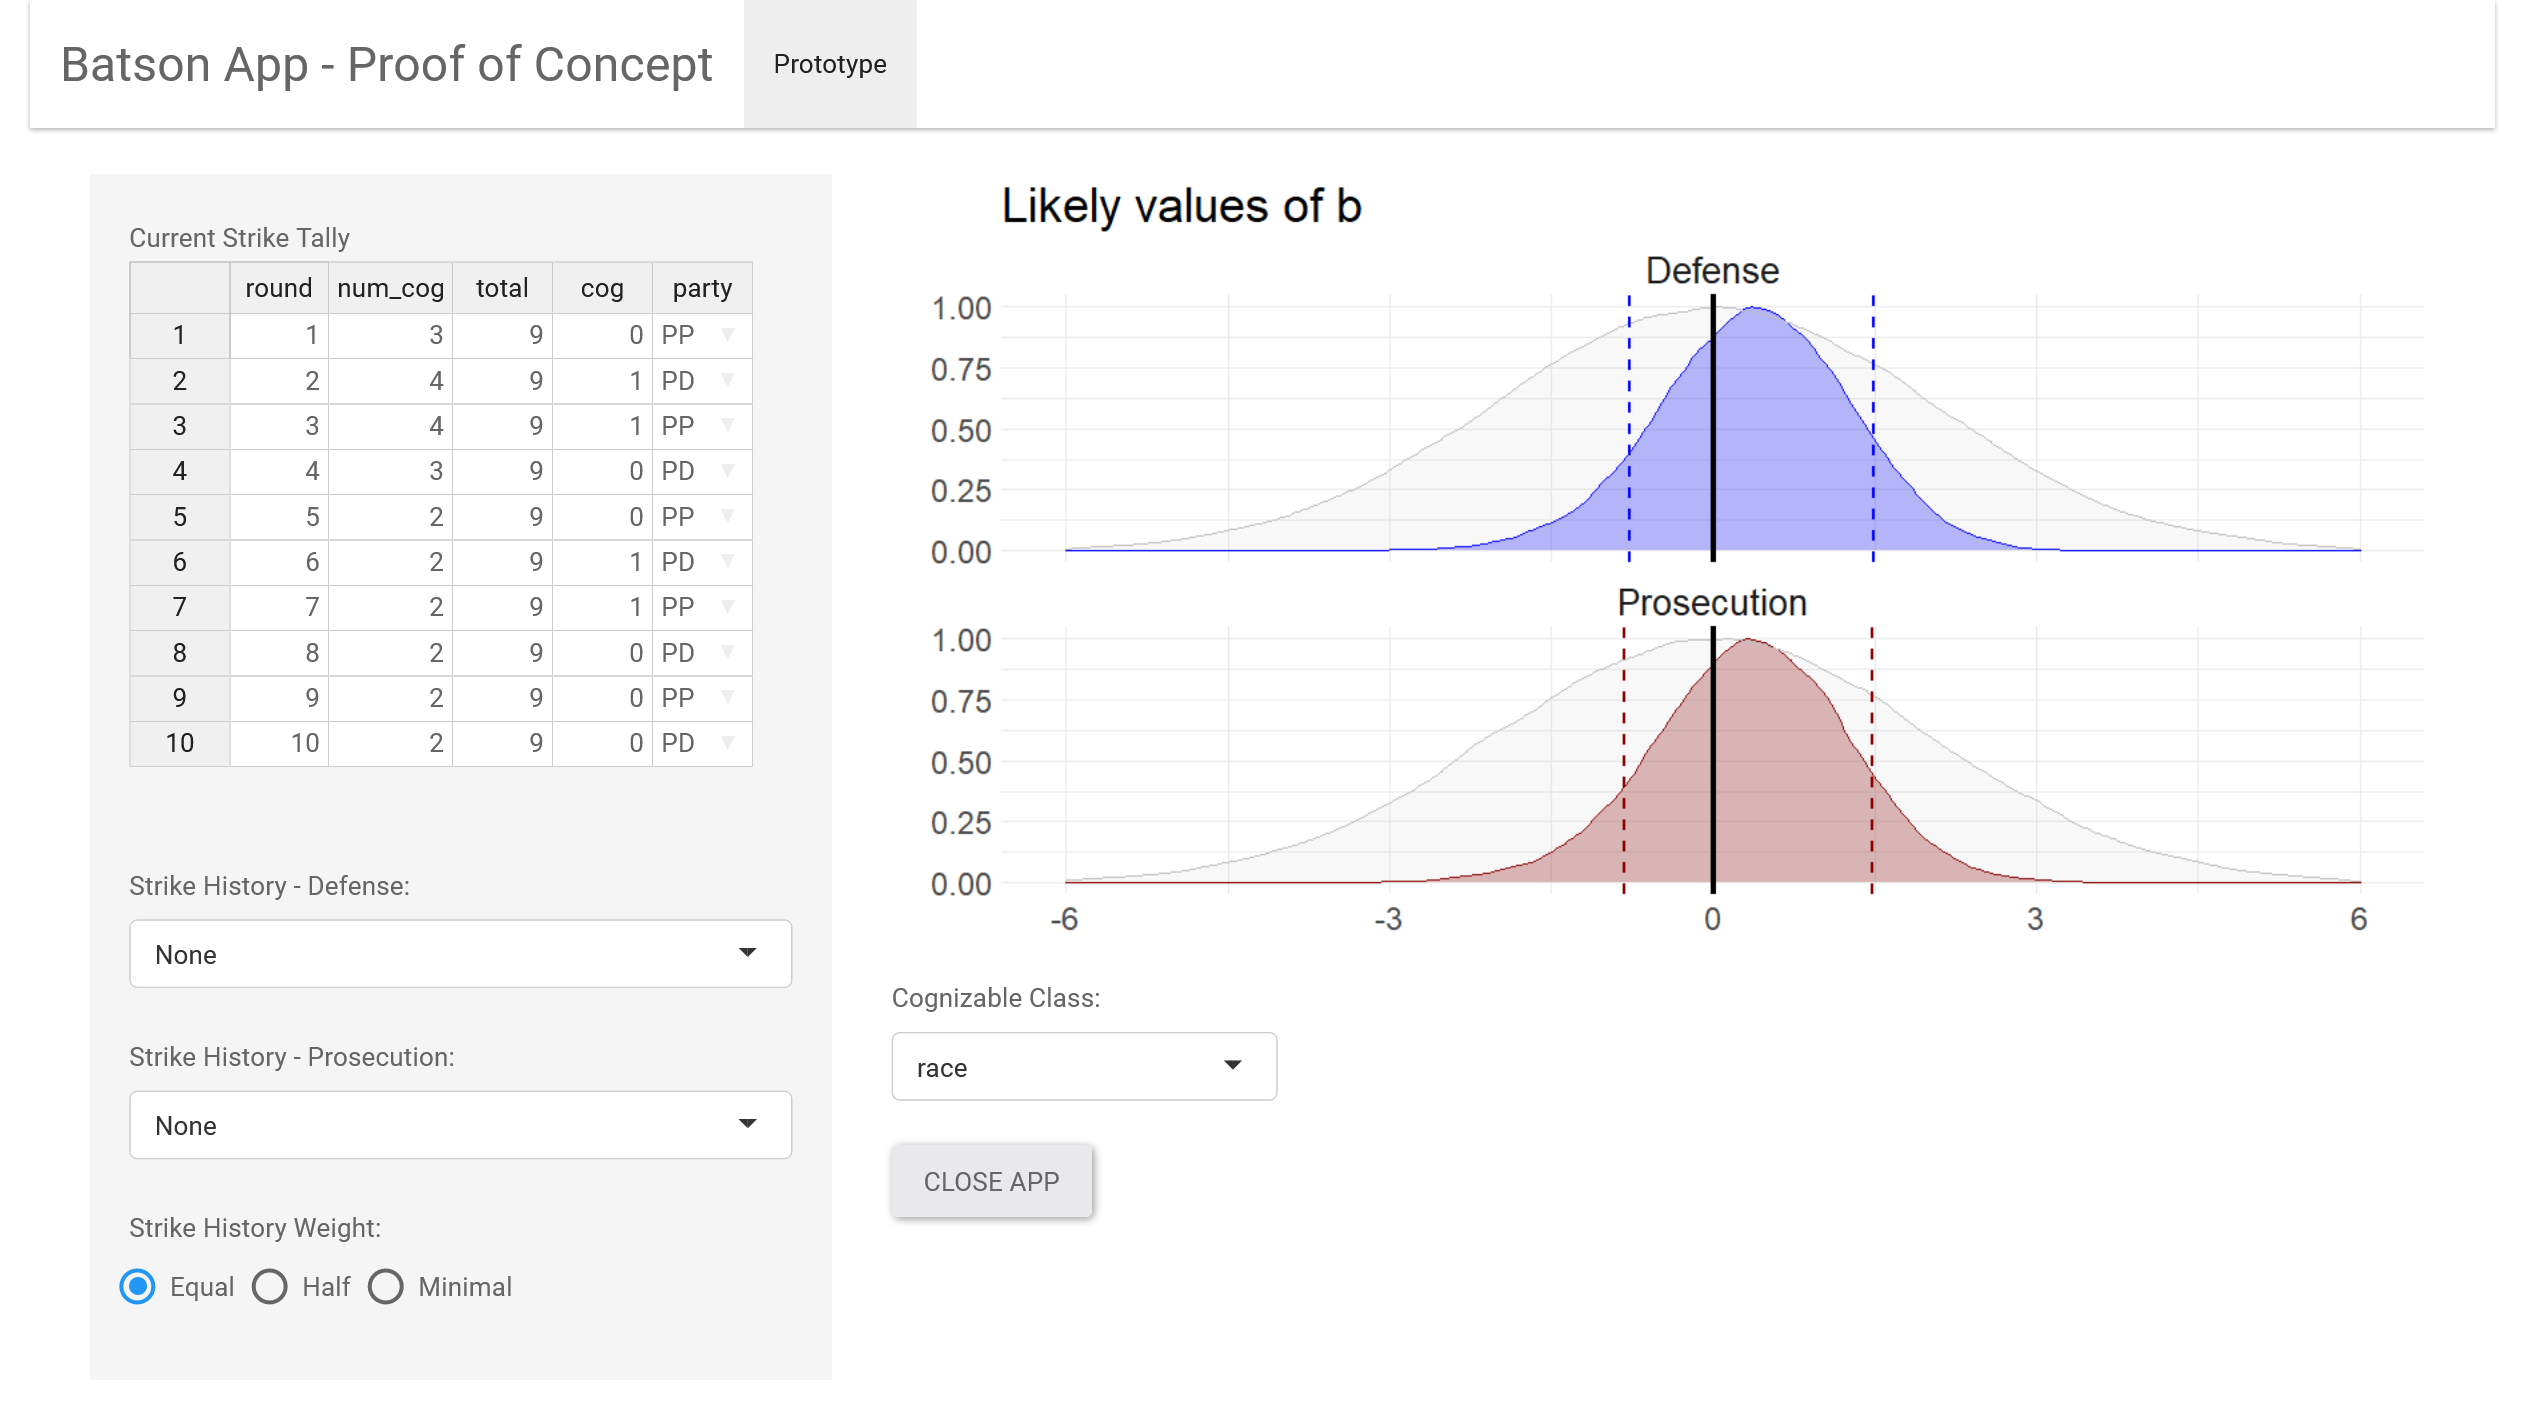 Batson App - Proof of Concept Prototype
Current Strike Tally
round num_cog total cog party
1 1 3 9 0 PP
2 2 4 9 1 PD
3 3 4 9 1 PP
4 4 3 9 0 PD
5 5 2 9 0 PP
6 6 2 9 1 PD
7 7 2 9 1 PP
8 8 2 9 0 PD
9 9 2 9 0 PP
10 10 2 9 0 PD
Strike History - Defense:
None
Strike History - Prosecution:
None
Strike History Weight:
Equal Half Minimal
Likely values of b
Defense
1.00
0.75
0.50
0.25
0.00
Prosecution
1.00
0.75
0.50
0.25
0.00
-6 -3 0 3 6
Cognizable Class:
race
CLOSE APP